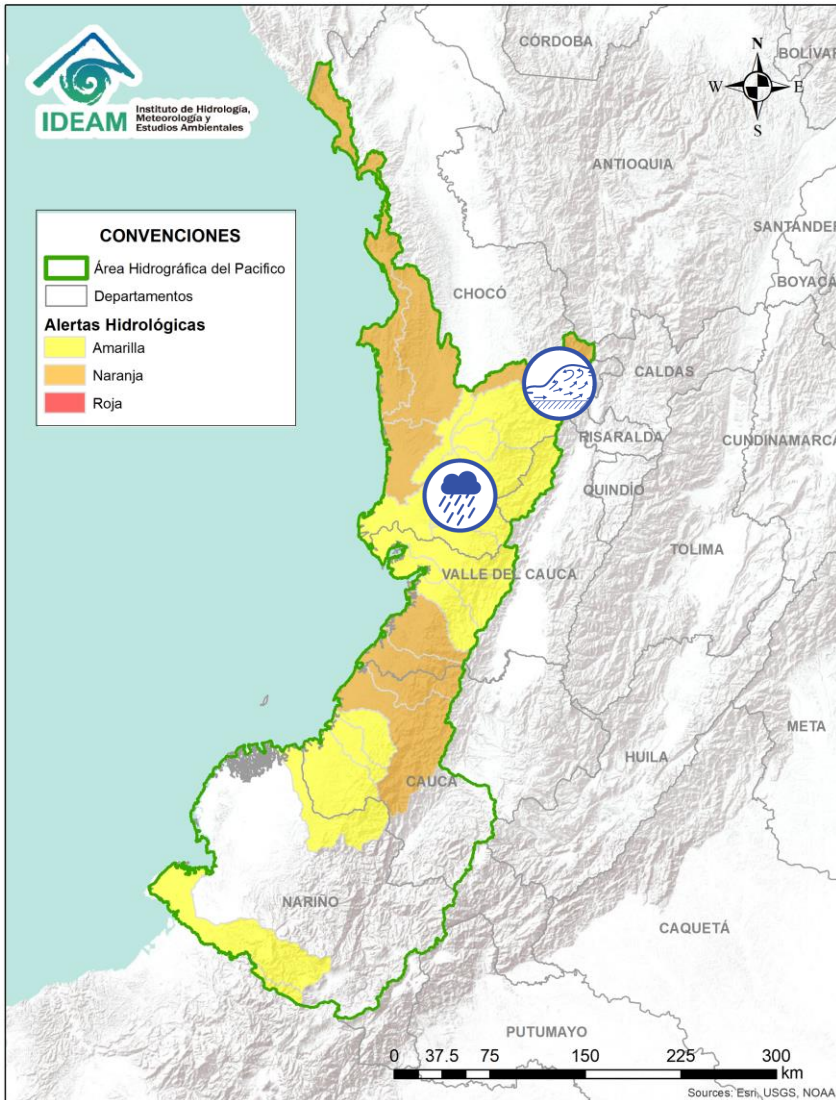 IDEAM
Instituto de Hidrología,
Meteorología y
Estudios Ambientales
CÓRDOBA
BOLÍVAR
N
W
E
S
ANTIOQUIA
SANTANDER
BOYACÁ
CONVENCIONES
Área Hidrográfica del Pacifico
Departamentos
Alertas Hidrológicas
Amarilla
Naranja
Roja
CHOCÓ
CALDAS
RISARALDA
CUNDINAMARCA
QUINDÍO
TOLIMA
VALLE DEL CAUCA
META
HUILA
CAUCA
NARIÑO
CAQUETÁ
PUTUMAYO
0 37.5 75 150 225 300
km
Sources: Esri, USGS, NOAA